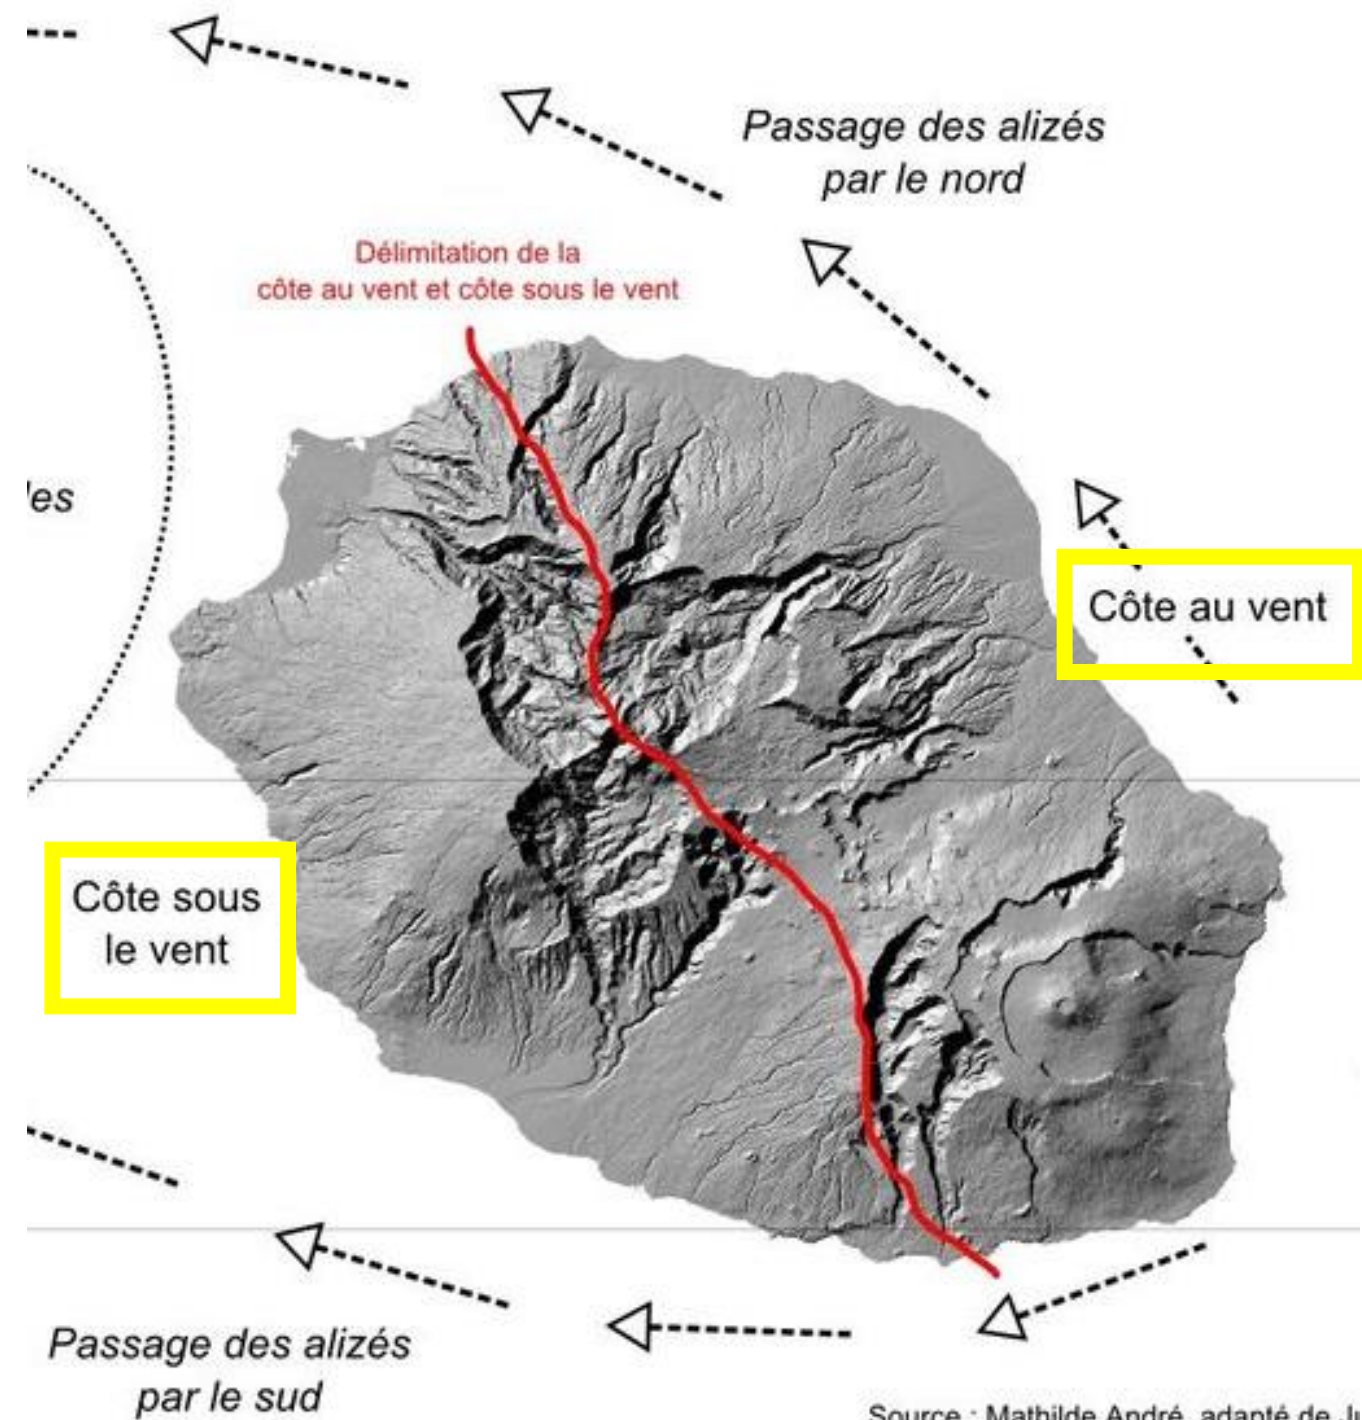 Passage des alizés
par le nord
Délimitation de la
côte au vent et côte sous le vent
Côte au vent
Côte sous
le vent
Passage des alizés
par le sud
Source : Mathilde André, adapté de